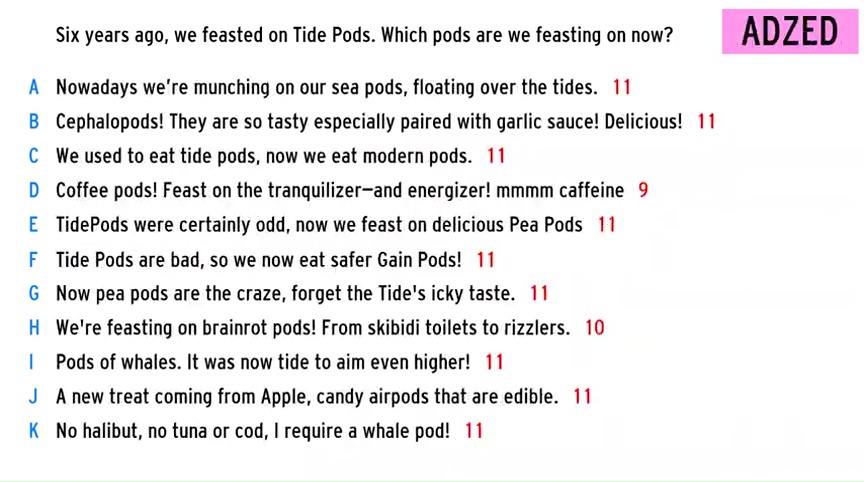 Six years ago, we feasted on Tide Pods. Which pods are we feasting on now?
ADZED
A Nowadays we're munching on our sea pods, floating over the tides. 11
B Cephalopods! They are so tasty especially paired with garlic sauce! Delicious! 11
C We used to eat tide pods, now we eat modern pods. 11
D Coffee pods! Feast on the tranquilizer—and energizer! mmmm caffeine 9
E TidePods were certainly odd, now we feast on delicious Pea Pods 11
F Tide Pods are bad, so we now eat safer Gain Pods! 11
G Now pea pods are the craze, forget the Tide's icky taste. 11
H We're feasting on brainrot pods! From skibidi toilets to rizzlers. 10
I Pods of whales. It was now tide to aim even higher! 11
J A new treat coming from Apple, candy airpods that are edible. 11
K No halibut, no tuna or cod, I require a whale pod! 11